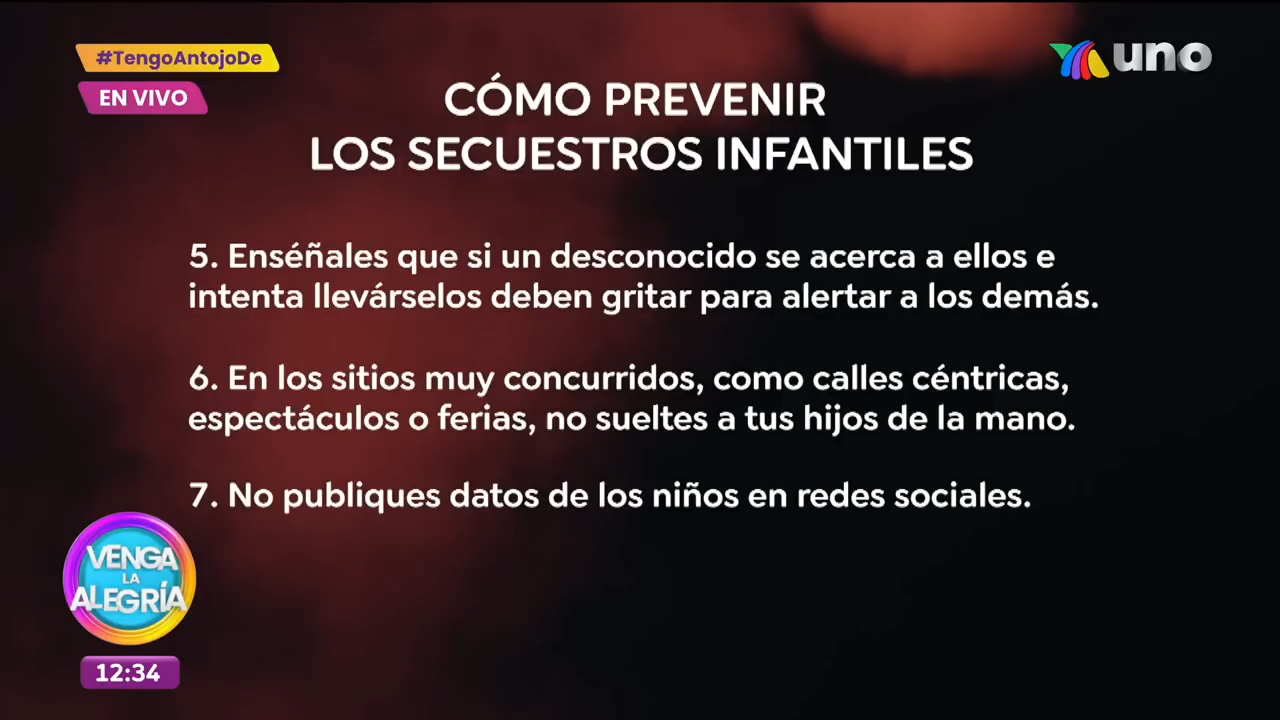 #TengoAntojoDe
EN VIVO
uno
CÓMO PREVENIR
LOS SECUESTROS INFANTILES
5. Enséñales que si un desconocido se acerca a ellos e
intenta llevárselos deben gritar para alertar a los demás.
6. En los sitios muy concurridos, como calles céntricas,
espectáculos o ferias, no sueltes a tus hijos de la mano.
7. No publiques datos de los niños en redes sociales.
VENGA
LA
ALEGRÍA
12:34